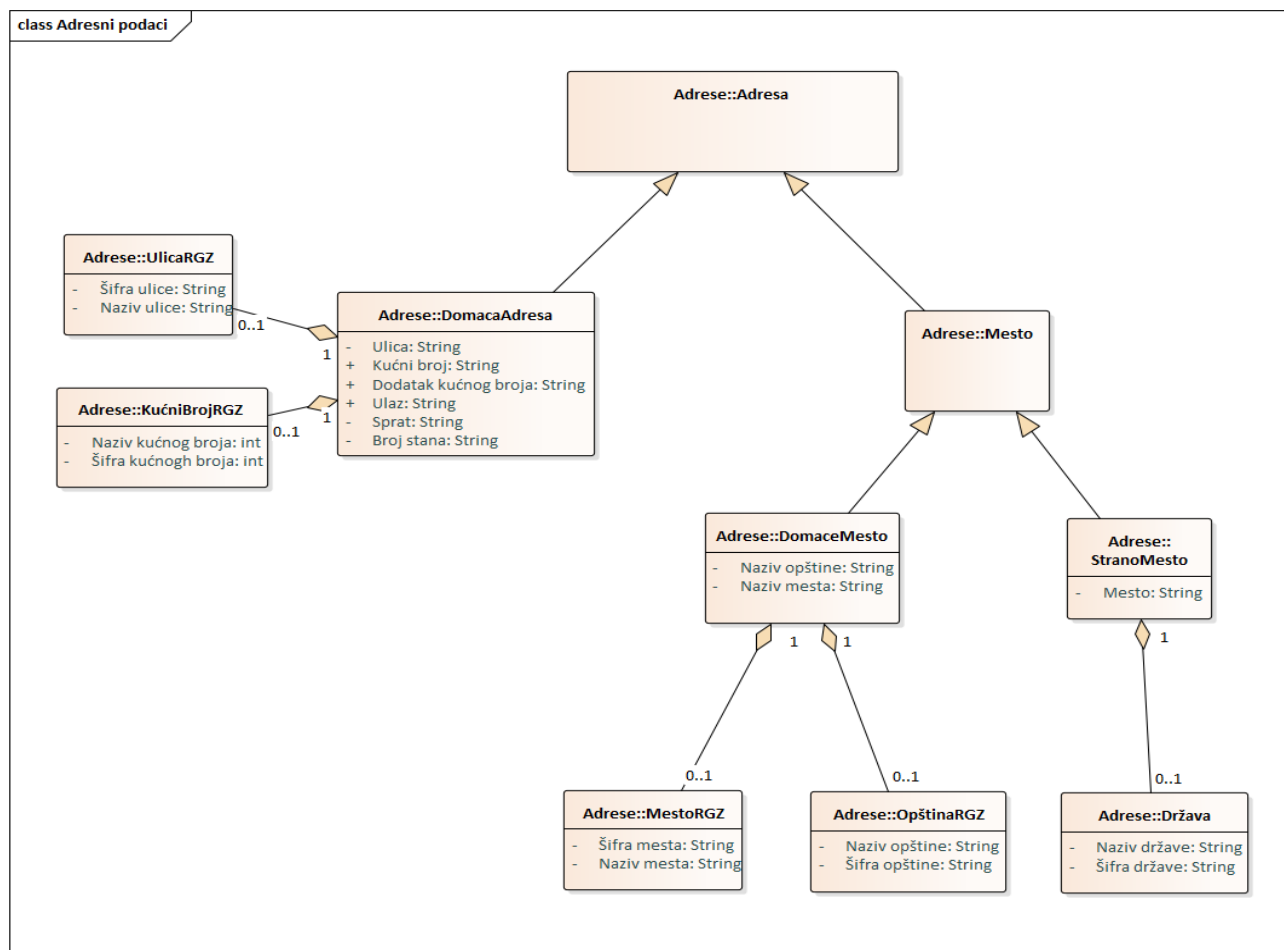 class Adresni podaci
Adrese::Adresa
Adrese::UlicaRGZ
- Šifra ulice: String
- Naziv ulice: String
0..1
1
Adrese::DomacaAdresa
- Ulica: String
+ Kućni broj: String
+ Dodatak kućnog broja: String
+ Ulaz: String
- Sprat: String
- Broj stana: String
Adrese::KućniBrojRGZ
- Naziv kućnog broja: int
- Šifra kućnogh broja: int
0..1
1
Adrese::Mesto
Adrese::DomaceMesto
- Naziv opštine: String
- Naziv mesta: String
1
1
Adrese::
StranoMesto
- Mesto: String
1
0..1
0..1
0..1
Adrese::MestoRGZ
- Šifra mesta: String
- Naziv mesta: String
Adrese::OpštinaRGZ
- Naziv opštine: String
- Šifra opštine: String
Adrese::Država
- Naziv države: String
- Šifra države: String